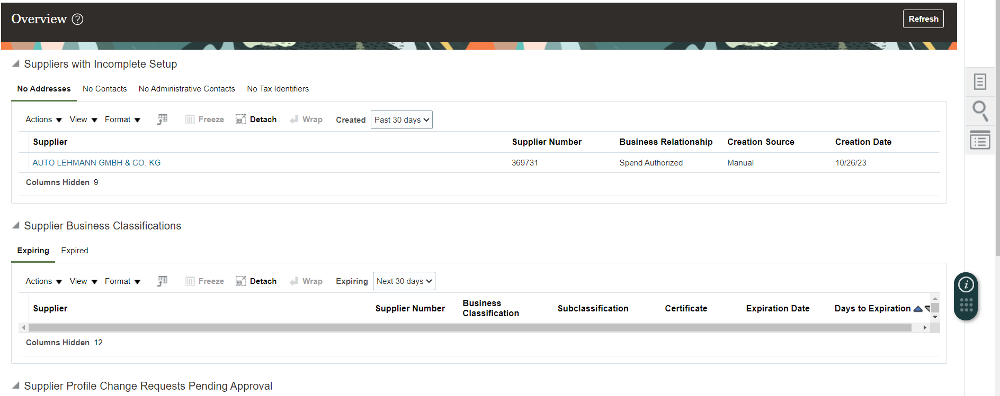 Overview ?
Refresh
Suppliers with Incomplete Setup
No Addresses No Contacts No Administrative Contacts No Tax Identifiers
Actions View Format Freeze Detach Wrap Created Past 30 days
Supplier Supplier Number Business Relationship Creation Source Creation Date
AUTO LEHMANN GMBH & CO. KG 369731 Spend Authorized Manual 10/26/23
Columns Hidden 9
Supplier Business Classifications
Expiring Expired
Actions View Format Freeze Detach Wrap Expiring Next 30 days
Supplier Supplier Number Business Classification Subclassification Certificate Expiration Date Days to Expiration
Columns Hidden 12
Supplier Profile Change Requests Pending Approval